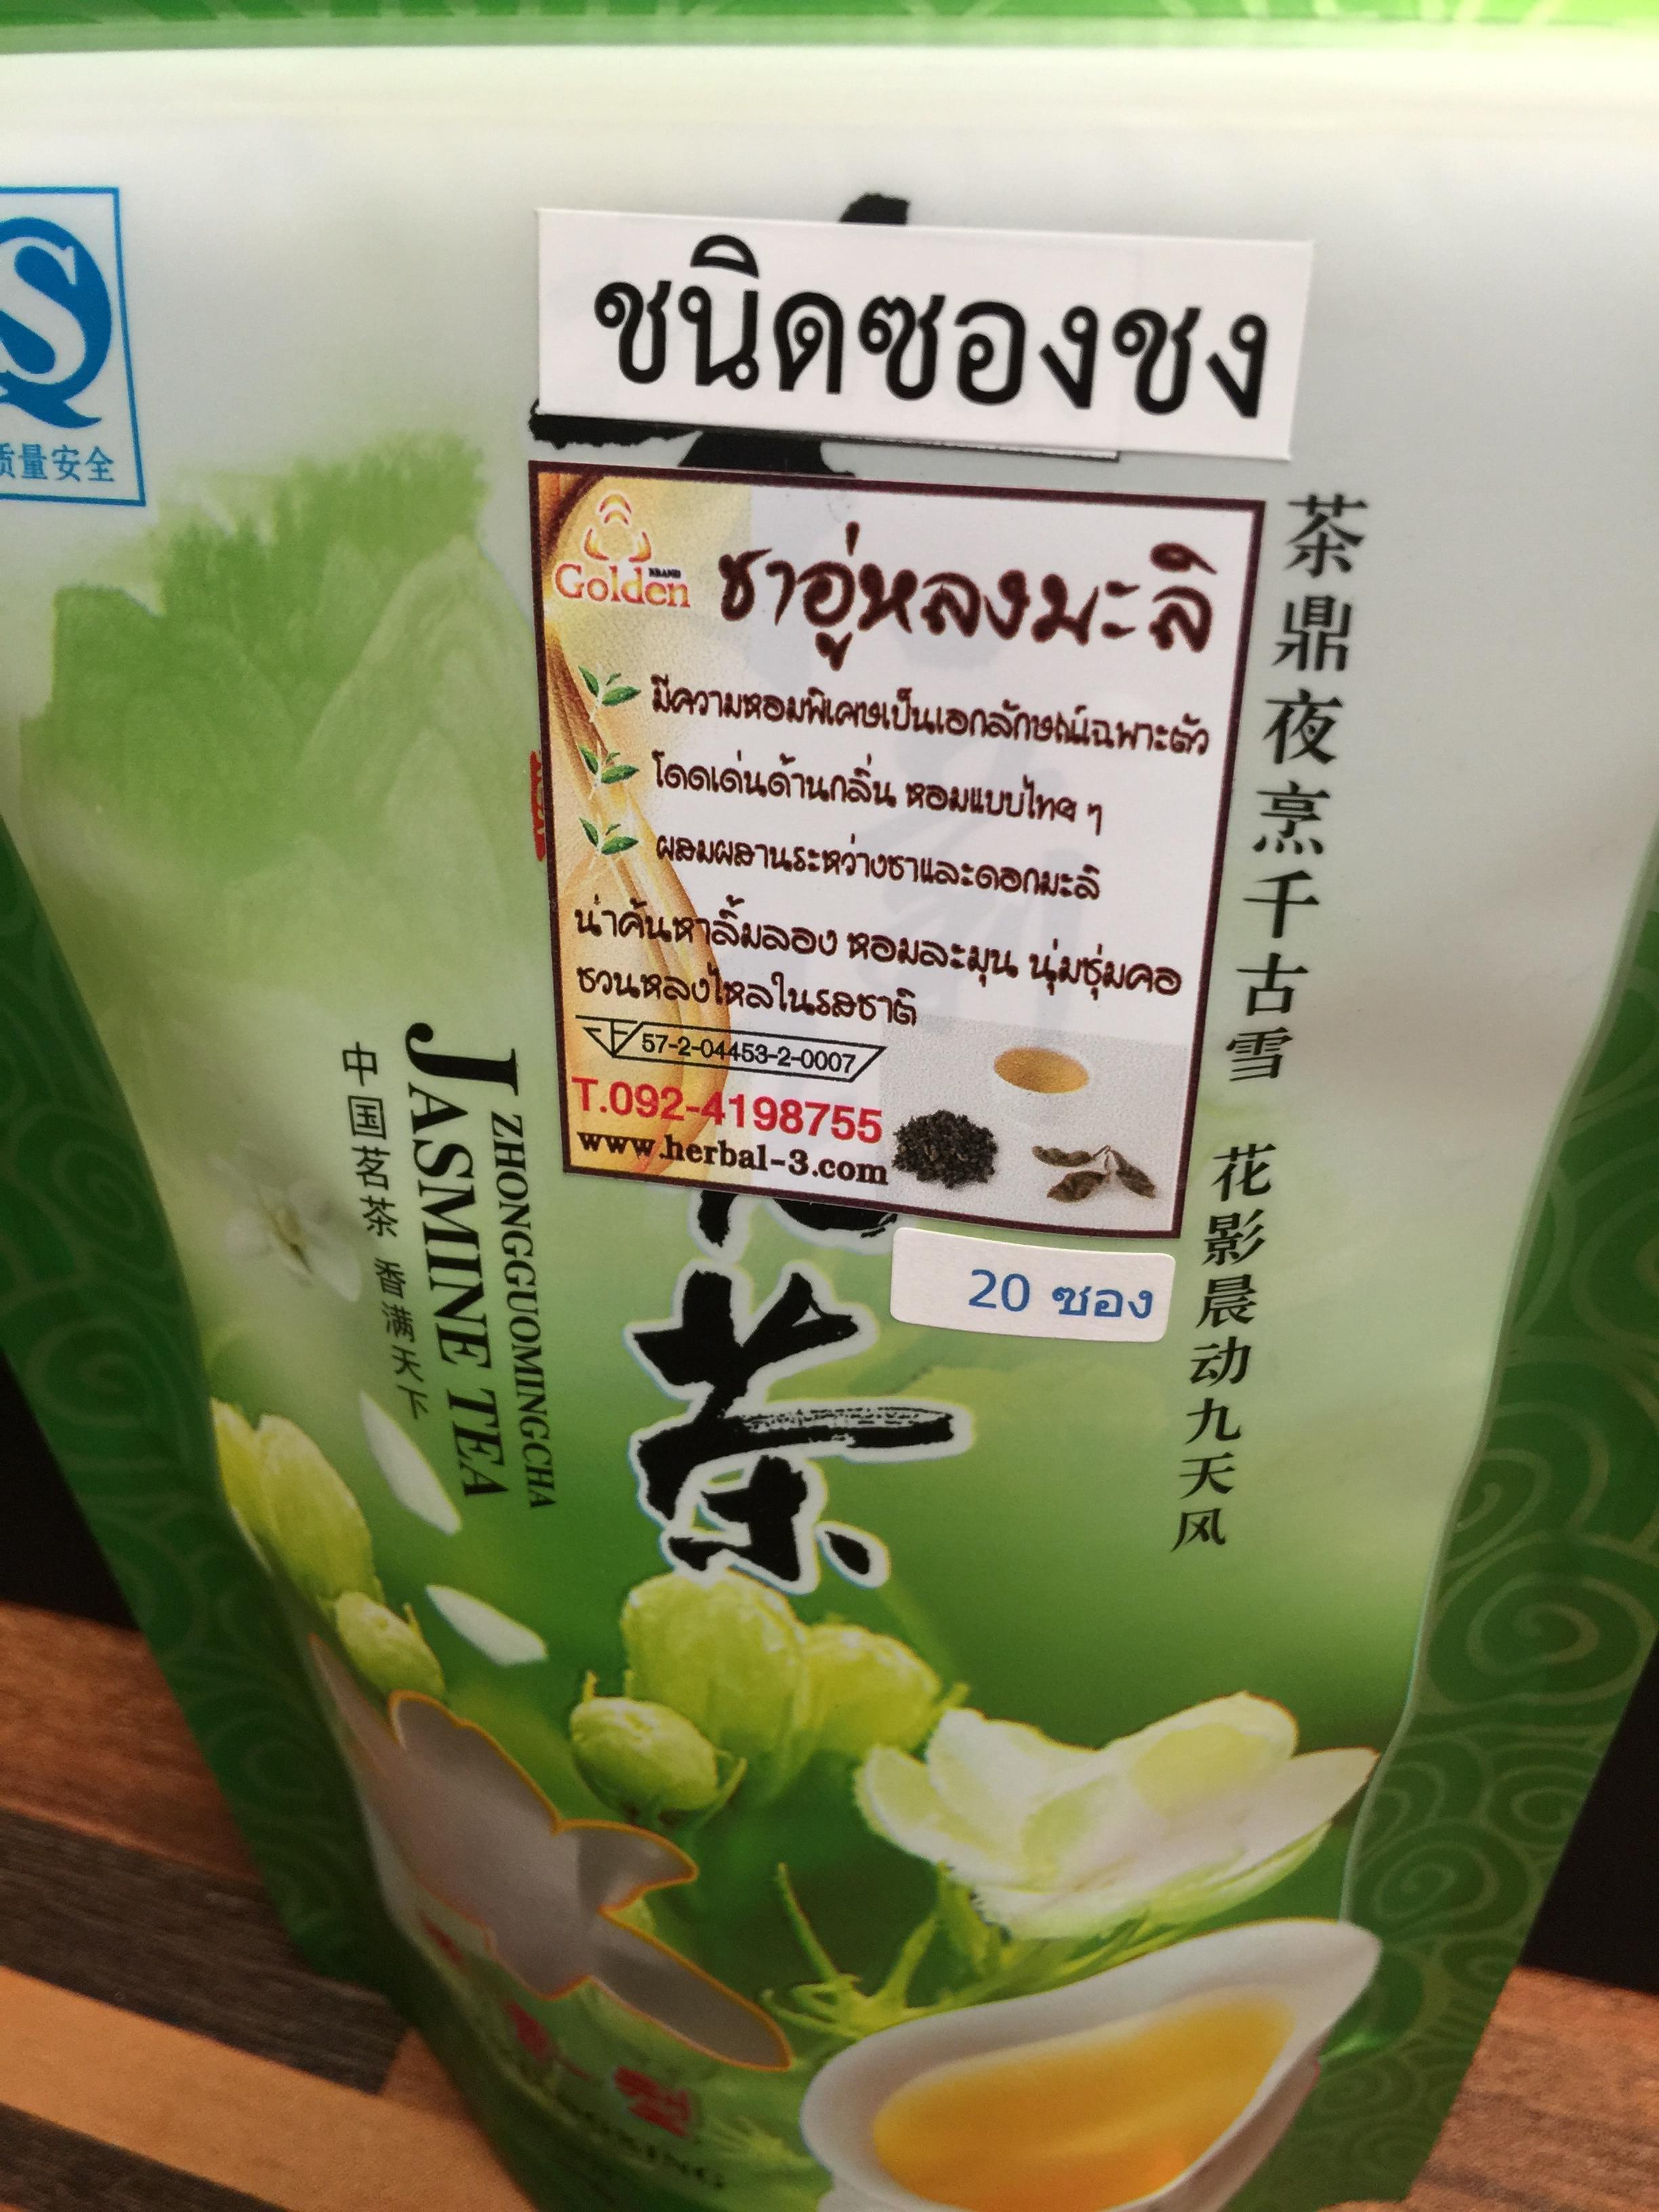 质量安全
ชนิดซองชง
Golden
BRAND
ชาอู่หลงมะลิ
มีความหอมพิเศษเป็นเอกลักษณ์เฉพาะตัว
โดดเด่นด้านกลิ่น หอมแบบไทย ๆ
ผสมผสานระหว่างชาและดอกมะลิ
น่าค้นหาลิ้มลอง หอมละมุน นุ่มชุ่มคอ
ชวนหลงไหลในรสชาติ
57-2-04453-2-0007
T.092-4198755
www.herbal-3.com
20 ซอง
茶鼎夜烹千古雪 花影晨动九天风
茶
ZHONGGUOMINGCHA
JASMINE TEA
中国茗茶 香满天下